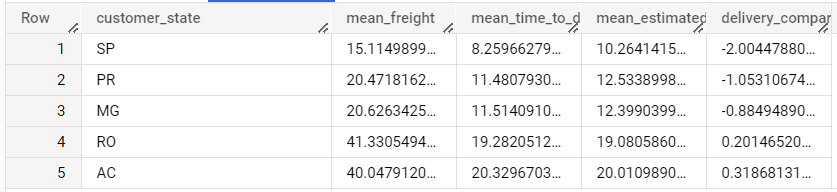 Row customer_state mean_freight mean_time_to_d mean_estimated delivery_compar
1 SP 15.1149899... 8.25966279... 10.2641415... -2.00447880...
2 PR 20.4718162... 11.4807930... 12.5338998... -1.05310674...
3 MG 20.6263425... 11.5140910... 12.3990399... -0.88494890...
4 RO 41.3305494... 19.2820512... 19.0805860... 0.20146520...
5 AC 40.0479120... 20.3296703... 20.0109890... 0.31868131...